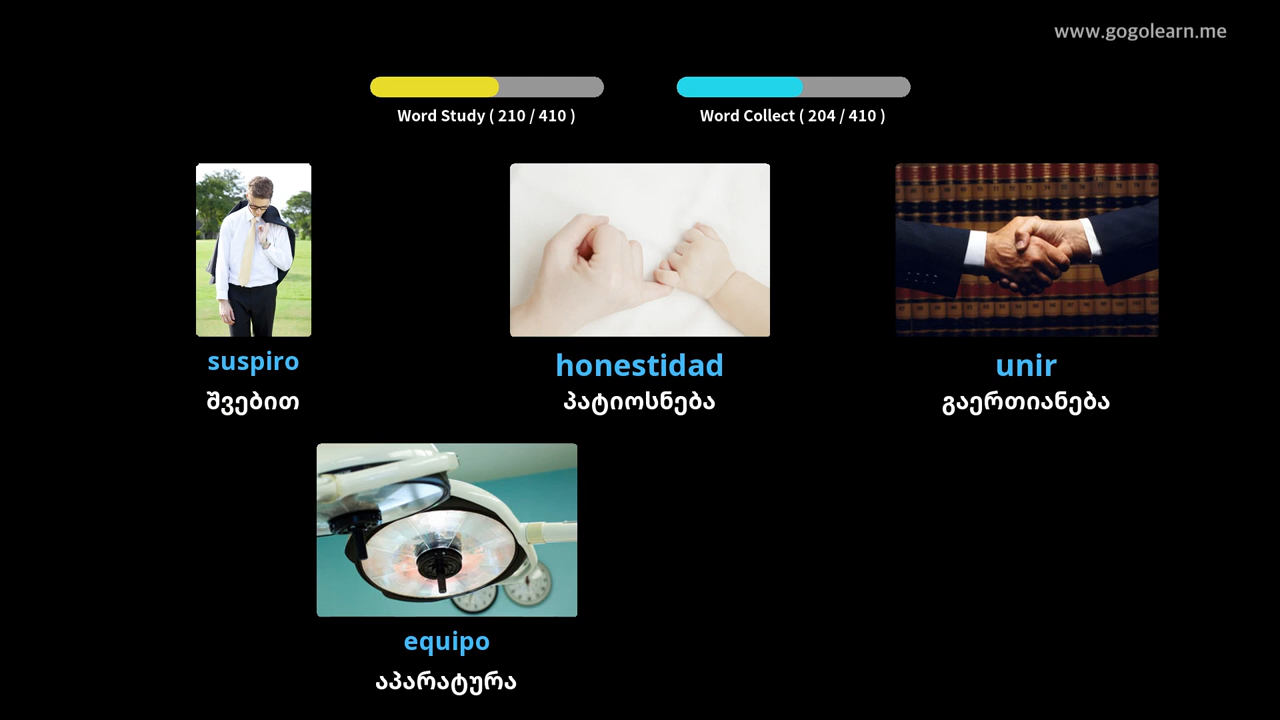 www.gogolearn.me
Word Study ( 210 / 410 )
Word Collect ( 204 / 410 )
suspiro
შვებით
honestidad
პატიოსნება
unir
გაერთიანება
equipo
აპარატურა